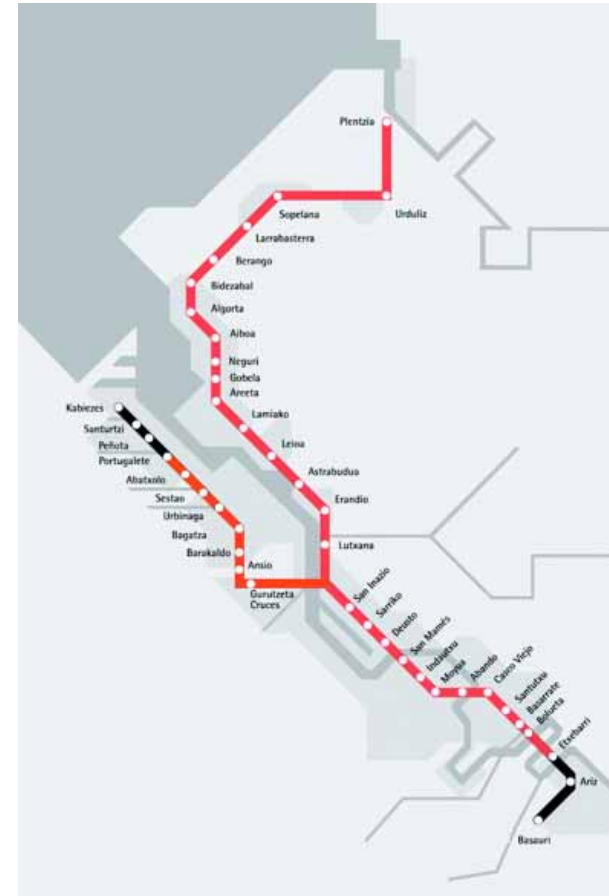 Plentzia
Urduliz
Sopelana
Larrabasterra
Berango
Bidezabal
Algorta
Aiboa
Neguri
Gobela
Areeta
Lamiako
Leioa
Astrabudua
Erandio
Lutxana
Kabiezes
Santurtzi
Peñota
Portugalete
Abatxolo
Sestao
Urbinaga
Bagatza
Barakaldo
Ansio
Gurutzeta
Cruces
San Inazio
Sarriko
Deusto
San Mamés
Indautxu
Moyua
Abando
Casco Viejo
Santutxu
Basarrate
Bolueta
Etxebarri
Ariz
Basauri